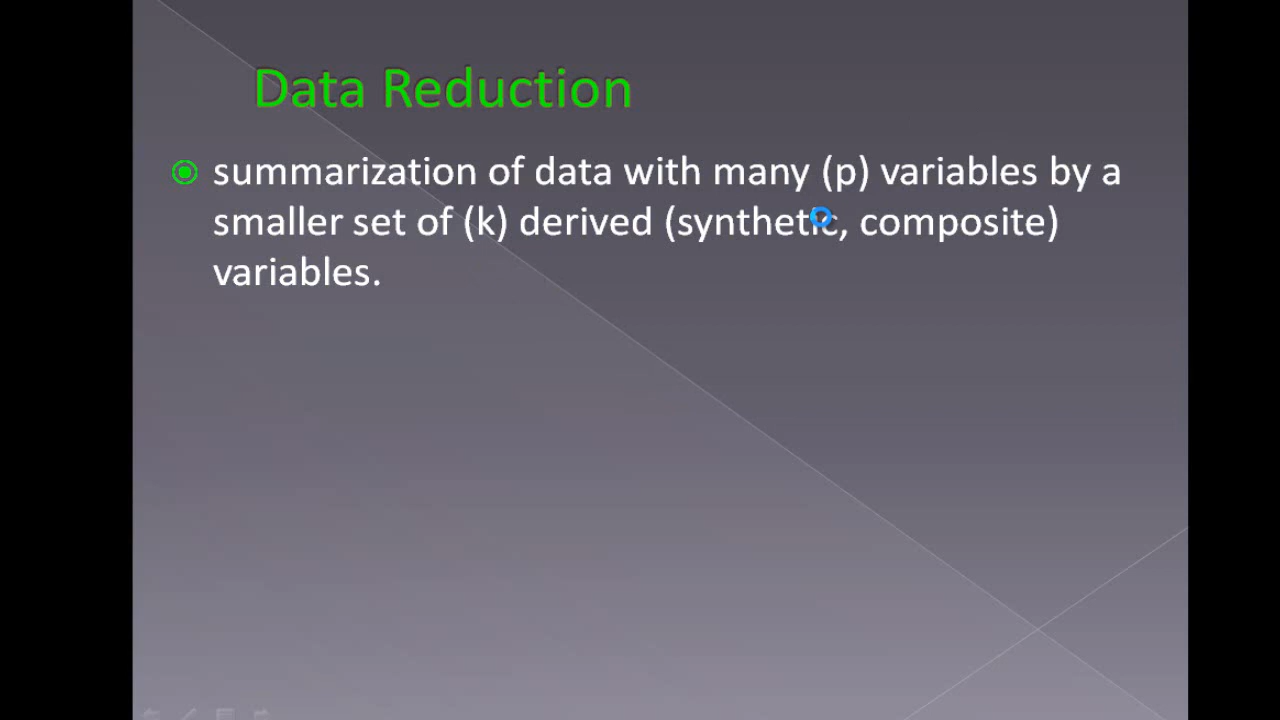 Data Reduction
summarization of data with many (p) variables by a
smaller set of (k) derived (synthetic, composite)
variables.